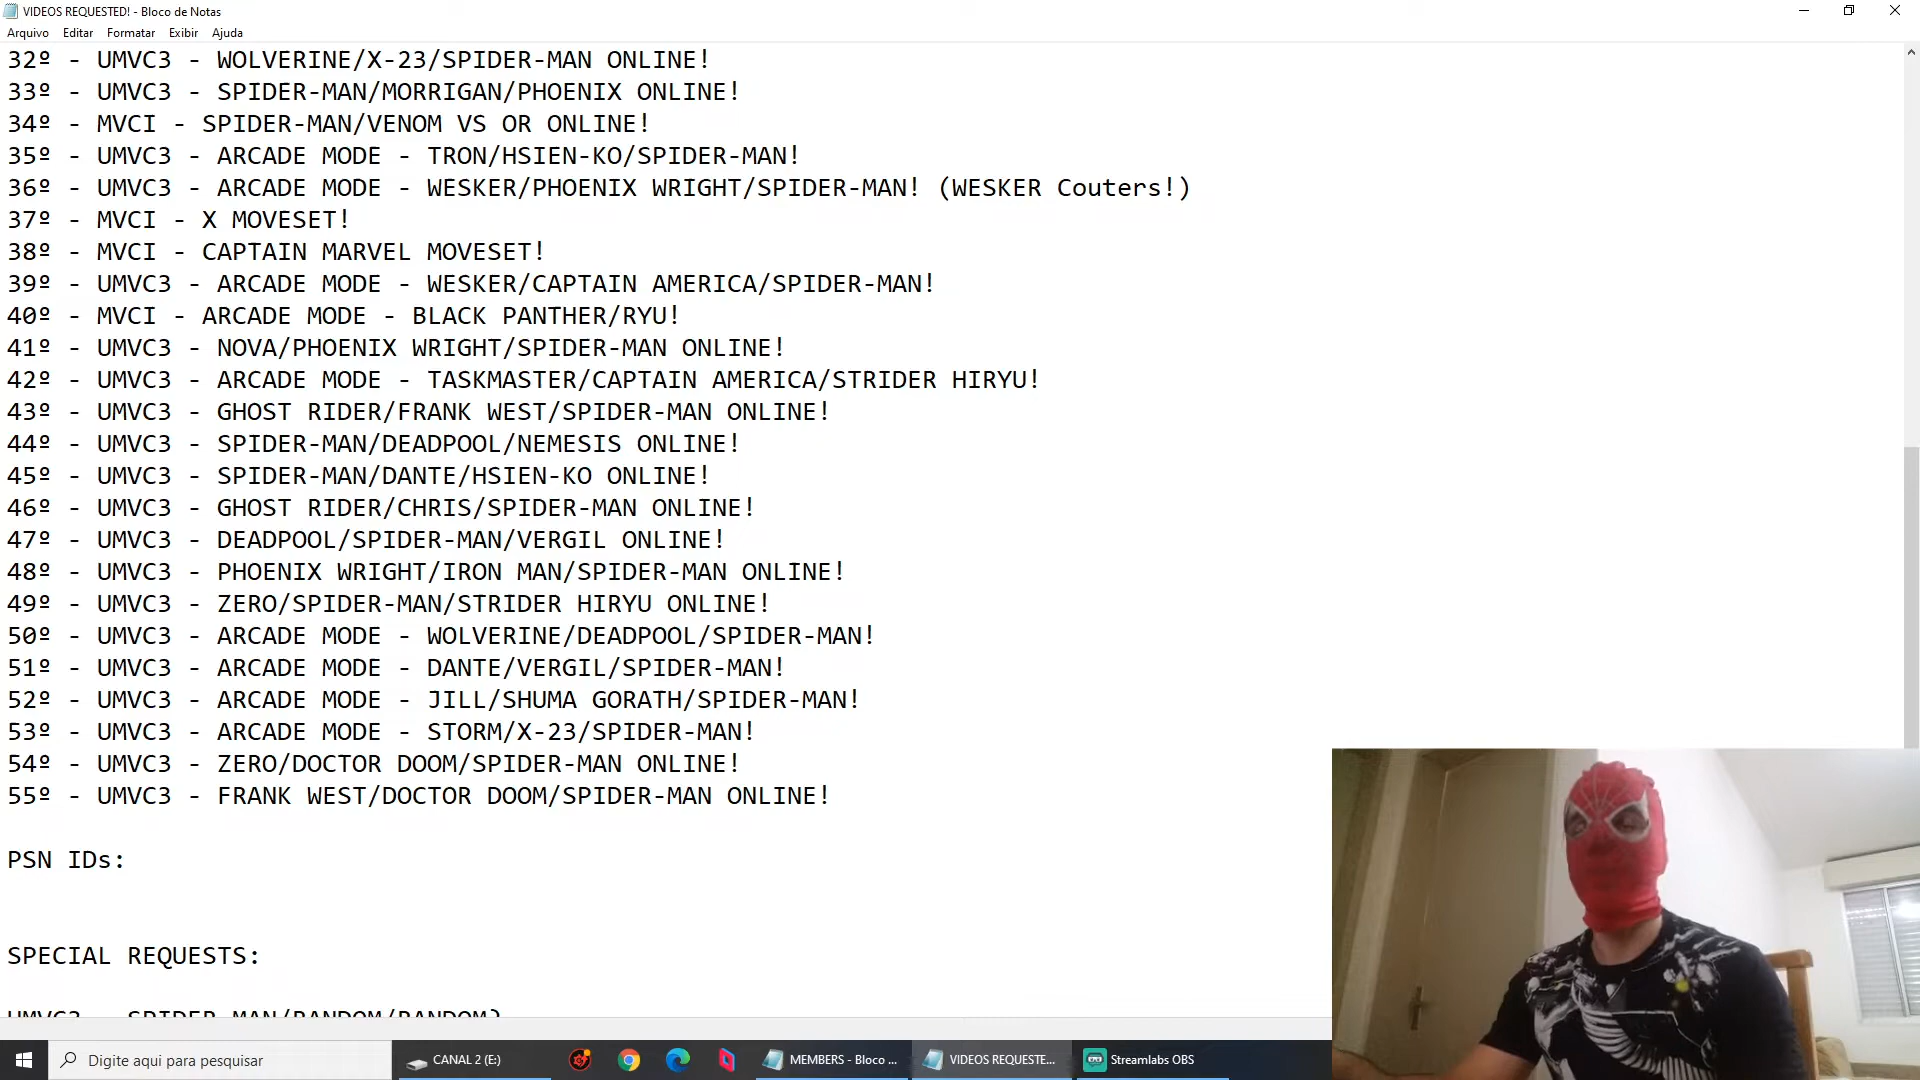 VIDEOS REQUESTED! - Bloco de Notas
Arquivo Editar Formatar Exibir Ajuda
32º - UMVC3 - WOLVERINE/X-23/SPIDER-MAN ONLINE!
33º - UMVC3 - SPIDER-MAN/MORRIGAN/PHOENIX ONLINE!
34º - MVCI - SPIDER-MAN/VENOM VS OR ONLINE!
35º - UMVC3 - ARCADE MODE - TRON/HSIEN-KO/SPIDER-MAN!
36º - UMVC3 - ARCADE MODE - WESKER/PHOENIX WRIGHT/SPIDER-MAN! (WESKER Couters!)
37º - MVCI - X MOVESET!
38º - MVCI - CAPTAIN MARVEL MOVESET!
39º - UMVC3 - ARCADE MODE - WESKER/CAPTAIN AMERICA/SPIDER-MAN!
40º - MVCI - ARCADE MODE - BLACK PANTHER/RYU!
41º - UMVC3 - NOVA/PHOENIX WRIGHT/SPIDER-MAN ONLINE!
42º - UMVC3 - ARCADE MODE - TASKMASTER/CAPTAIN AMERICA/STRIDER HIRYU!
43º - UMVC3 - GHOST RIDER/FRANK WEST/SPIDER-MAN ONLINE!
44º - UMVC3 - SPIDER-MAN/DEADPOOL/NEMESIS ONLINE!
45º - UMVC3 - SPIDER-MAN/DANTE/HSIEN-KO ONLINE!
46º - UMVC3 - GHOST RIDER/CHRIS/SPIDER-MAN ONLINE!
47º - UMVC3 - DEADPOOL/SPIDER-MAN/VERGIL ONLINE!
48º - UMVC3 - PHOENIX WRIGHT/IRON MAN/SPIDER-MAN ONLINE!
49º - UMVC3 - ZERO/SPIDER-MAN/STRIDER HIRYU ONLINE!
50º - UMVC3 - ARCADE MODE - WOLVERINE/DEADPOOL/SPIDER-MAN!
51º - UMVC3 - ARCADE MODE - DANTE/VERGIL/SPIDER-MAN!
52º - UMVC3 - ARCADE MODE - JILL/SHUMA GORATH/SPIDER-MAN!
53º - UMVC3 - ARCADE MODE - STORM/X-23/SPIDER-MAN!
54º - UMVC3 - ZERO/DOCTOR DOOM/SPIDER-MAN ONLINE!
55º - UMVC3 - FRANK WEST/DOCTOR DOOM/SPIDER-MAN ONLINE!
PSN IDs:
SPECIAL REQUESTS:
UMVC3 - SPIDER-MAN/RANDOM/RANDOM}
Digite aqui para pesquisar
CANAL 2 (E:)
MEMBERS - Bloco ...
VIDEOS REQUESTE...
Streamlabs OBS